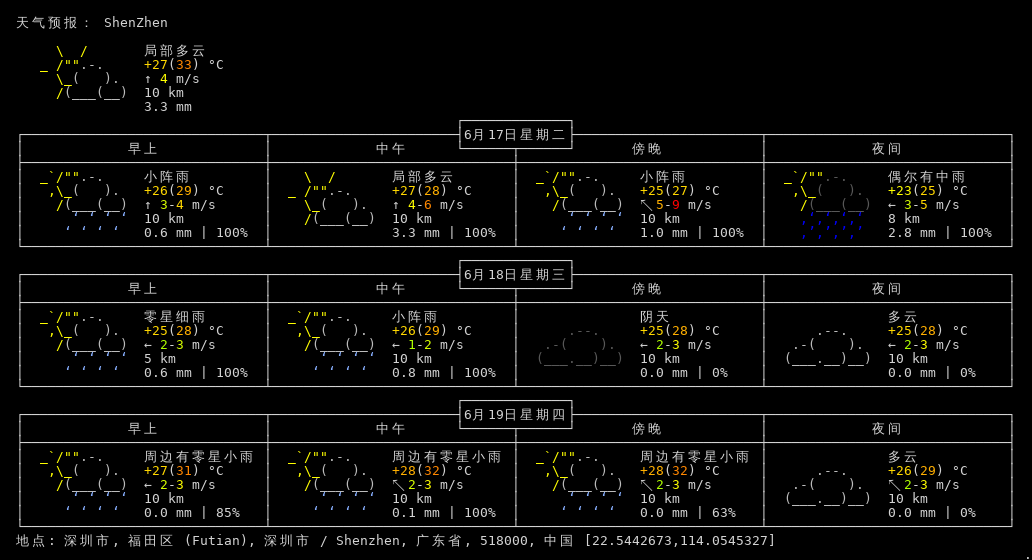 天气预报： ShenZhen
局部多云
+27(33) °C
↑ 4 m/s
10 km
3.3 mm
6月17日星期二
早上 中午 傍晚 夜间
小阵雨 局部多云 小阵雨 偶尔有中雨
+26(29) °C +27(28) °C +25(27) °C +23(25) °C
↑ 3-4 m/s ↑ 4-6 m/s ↖ 5-9 m/s ← 3-5 m/s
10 km 10 km 10 km 8 km
0.6 mm | 100% 3.3 mm | 100% 1.0 mm | 100% 2.8 mm | 100%
6月18日星期三
早上 中午 傍晚 夜间
零星细雨 小阵雨 阴天 多云
+25(28) °C +26(29) °C +25(28) °C +25(28) °C
← 2-3 m/s ← 1-2 m/s ← 2-3 m/s ← 2-3 m/s
5 km 10 km 10 km 10 km
0.6 mm | 100% 0.8 mm | 100% 0.0 mm | 0% 0.0 mm | 0%
6月19日星期四
早上 中午 傍晚 夜间
周边有零星小雨 周边有零星小雨 周边有零星小雨 多云
+27(31) °C +28(32) °C +28(32) °C +26(29) °C
← 2-3 m/s ↖ 2-3 m/s ↖ 2-3 m/s ↖ 2-3 m/s
10 km 10 km 10 km 10 km
0.0 mm | 85% 0.1 mm | 100% 0.0 mm | 63% 0.0 mm | 0%
地点: 深圳市, 福田区 (Futian), 深圳市 / Shenzhen, 广东省, 518000, 中国 [22.5442673,114.0545327]